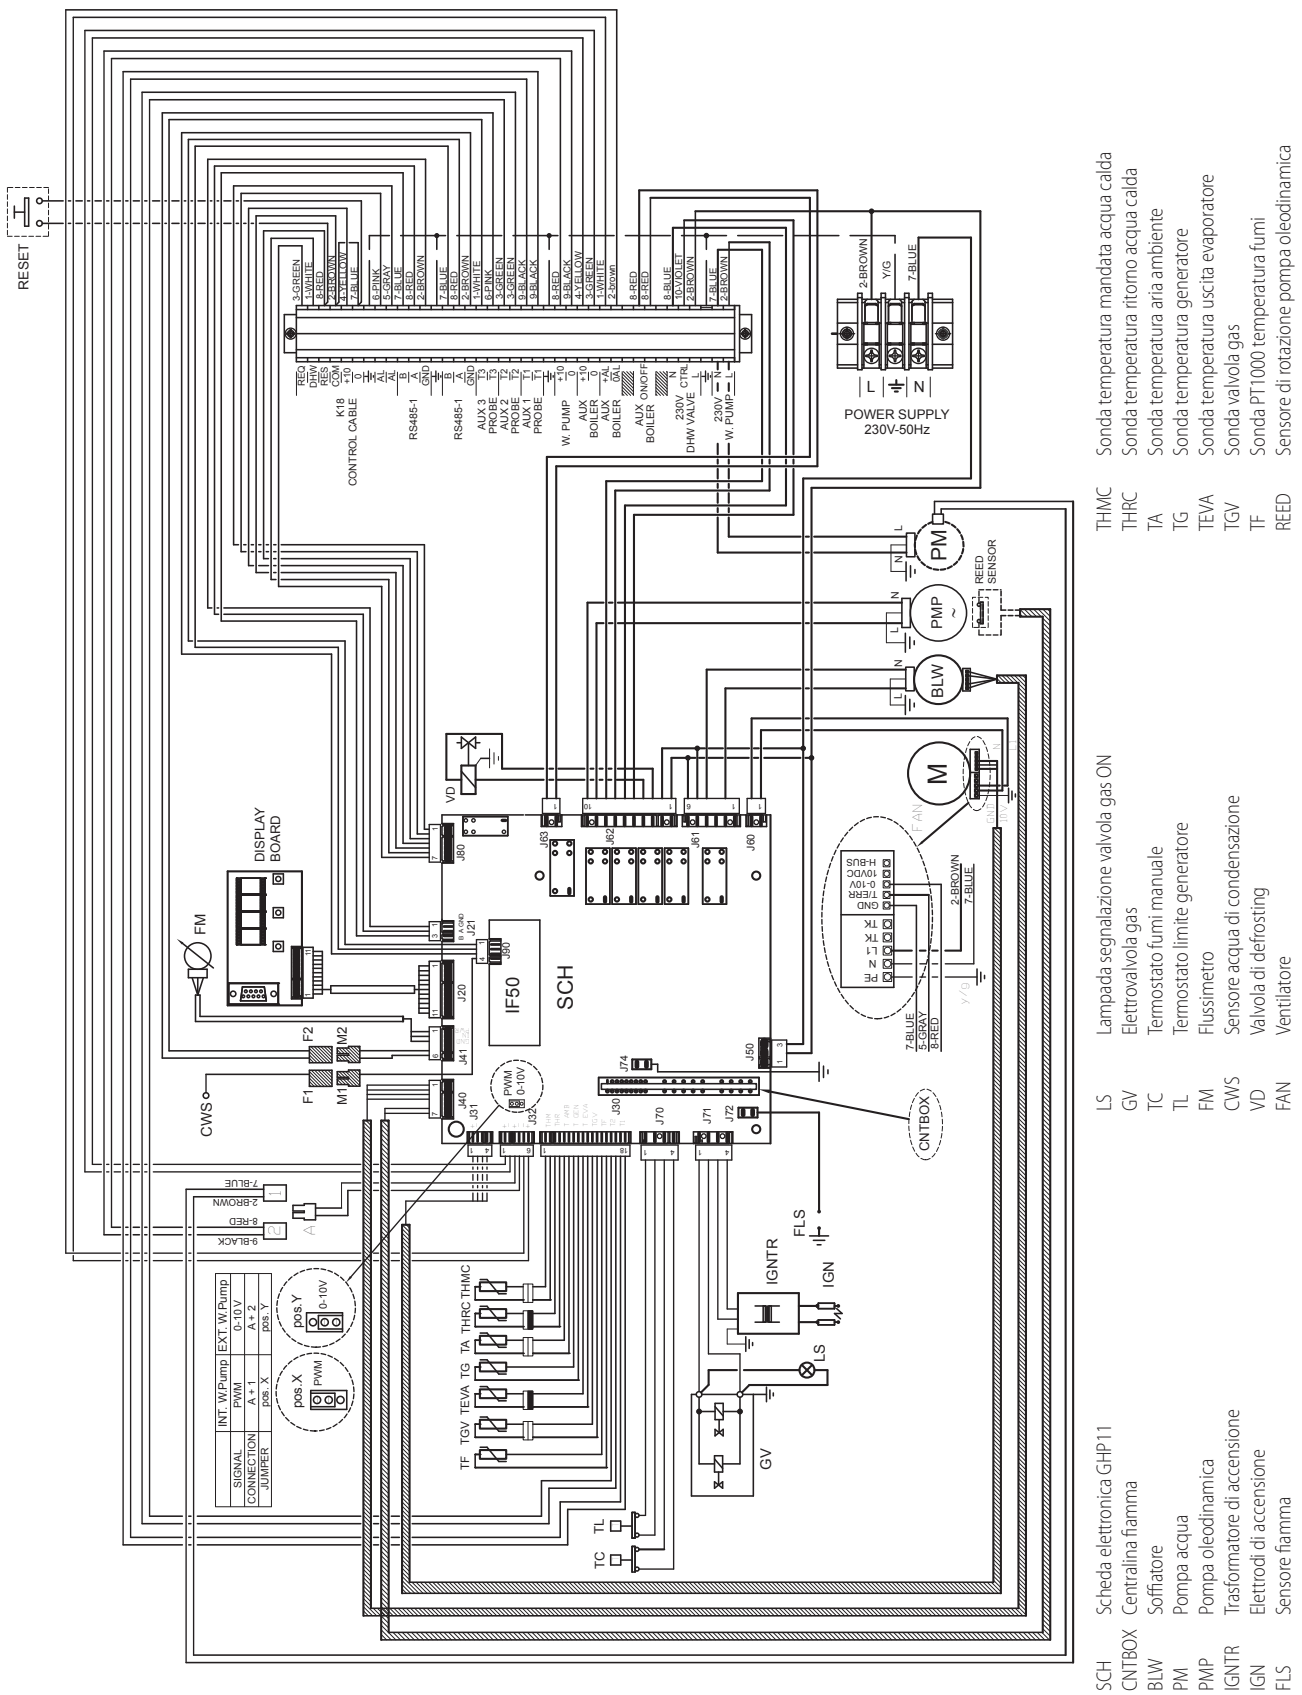 RESET
3-GREEN
1-WHITE
8-RED
2-BROWN
4-YELLOW
7-BLUE
6-PINK
5-GRAY
7-BLUE
8-RED
2-BROWN
7-BLUE
8-RED
2-BROWN
1-WHITE
6-PINK
3-GREEN
3-GREEN
9-BLACK
9-BLACK
8-RED
9-BLACK
4-YELLOW
3-GREEN
1-WHITE
2-brown
8-RED
8-RED
8-BLUE
10-VIOLET
2-BROWN
7-BLUE
2-BROWN
REQ
DHW
RES
COM
+10
0
AL
AL
B
A
GND
B
A
GND
T3
T3
T2
T2
T1
T1
+10
0
+10
0
+AL
0AL
ON/OFF
N
CTRL
L
N
L
K18
CONTROL CABLE
RS485-1
RS485-1
AUX 3
PROBE
AUX 2
PROBE
AUX 1
PROBE
W. PUMP
AUX
BOILER
AUX
BOILER
AUX
BOILER
230V
DHW VALVE
230V
W. PUMP
2-BROWN
Y/G
7-BLUE
L
N
POWER SUPPLY
230V-50Hz
DISPLAY
BOARD
FM
F2
M2
F1
M1
CWS
11
1
VD
J80
J21
B A GND
J90
J20
J41
J40
J31
J32
J30
J74
J50
J63
J62
J61
J60
J70
J71
J72
IF50
SCH
PWM
0-10V
THM
THR
T. AMB
T. GEN
T. EVA
TGV
TF
T2
T1
CNTBOX
L
N
PM
REED
SENSOR
N
L
PMP
~
N
L
BLW
M
FAN
GND
10V
N
L1
H-BUS
10VDC
0-10V
T/ERR
GND
TK
TK
L1
N
PE
7-BLUE
5-GRAY
8-RED
2-BROWN
7-BLUE
y/g
7-BLUE
2-BROWN
8-RED
9-BLACK
1
2
A
INT. W.Pump EXT. W.Pump
SIGNAL PWM 0-10 V
CONNECTION A + 1 A + 2
JUMPER pos. X pos. Y
pos.X
PWM
pos.Y
0-10V
THMC
THRC
TA
TG
TEVA
TGV
TF
TL
TC
FLS
IGNTR
IGN
LS
GV
SCH Scheda elettronica GHP11
CNTBOX Centralina fiamma
BLW Soffiatore
PM Pompa acqua
PMP Pompa oleodinamica
IGNTR Trasformatore di accensione
IGN Elettrodi di accensione
FLS Sensore fiamma
LS Lampada segnalazione valvola gas ON
GV Elettrovalvola gas
TC Termostato fumi manuale
TL Termostato limite generatore
FM Flussimetro
CWS Sensore acqua di condensazione
VD Valvola di defrosting
FAN Ventilatore
THMC Sonda temperatura mandata acqua calda
THRC Sonda temperatura ritorno acqua calda
TA Sonda temperatura aria ambiente
TG Sonda temperatura generatore
TEVA Sonda temperatura uscita evaporatore
TGV Sonda valvola gas
TF Sonda PT1000 temperatura fumi
REED Sensore di rotazione pompa oleodinamica